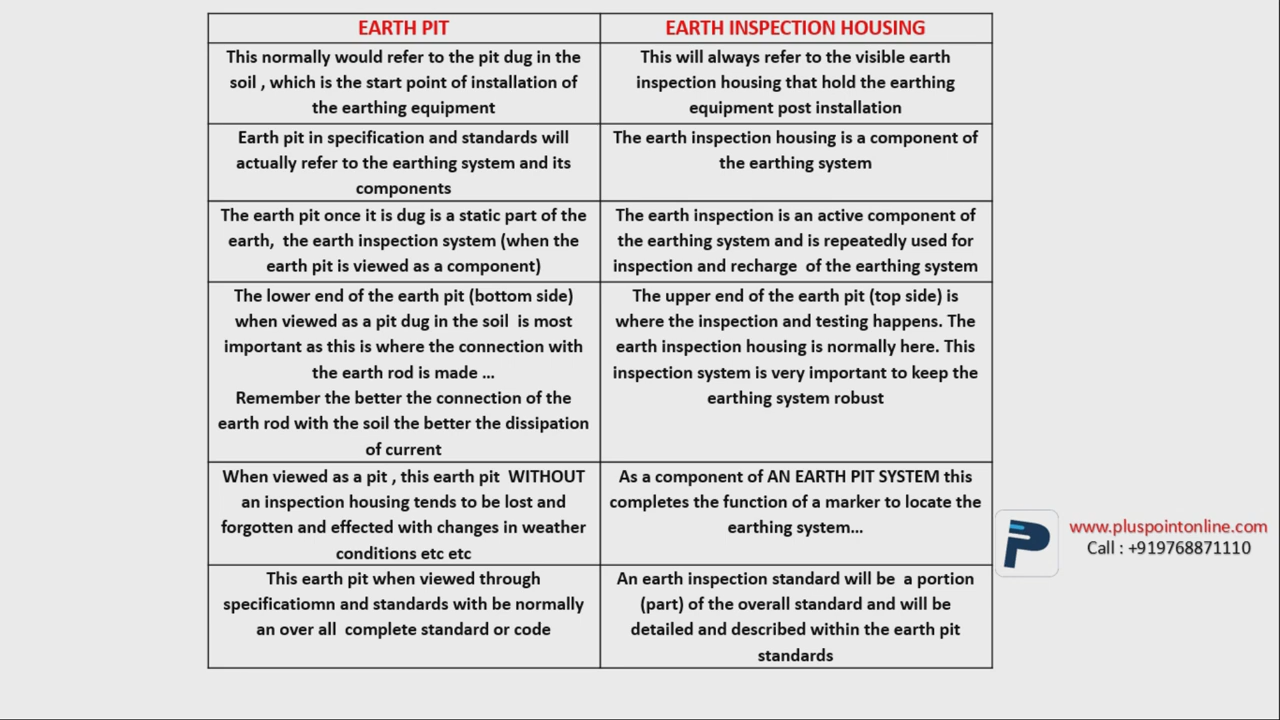 EARTH PIT
EARTH INSPECTION HOUSING
This normally would refer to the pit dug in the
soil , which is the start point of installation of
the earthing equipment
This will always refer to the visible earth
inspection housing that hold the earthing
equipment post installation
Earth pit in specification and standards will
actually refer to the earthing system and its
components
The earth inspection housing is a component of
the earthing system
The earth pit once it is dug is a static part of the
earth, the earth inspection system (when the
earth pit is viewed as a component)
The earth inspection is an active component of
the earthing system and is repeatedly used for
inspection and recharge of the earthing system
The lower end of the earth pit (bottom side)
when viewed as a pit dug in the soil is most
important as this is where the connection with
the earth rod is made ...
Remember the better the connection of the
earth rod with the soil the better the dissipation
of current
The upper end of the earth pit (top side) is
where the inspection and testing happens. The
earth inspection housing is normally here. This
inspection system is very important to keep the
earthing system robust
When viewed as a pit , this earth pit WITHOUT
an inspection housing tends to be lost and
forgotten and effected with changes in weather
conditions etc etc
As a component of AN EARTH PIT SYSTEM this
completes the function of a marker to locate the
earthing system...
This earth pit when viewed through
specificatiomn and standards with be normally
an over all complete standard or code
An earth inspection standard will be a portion
(part) of the overall standard and will be
detailed and described within the earth pit
standards
P
www.pluspointonline.com
Call : +919768871110